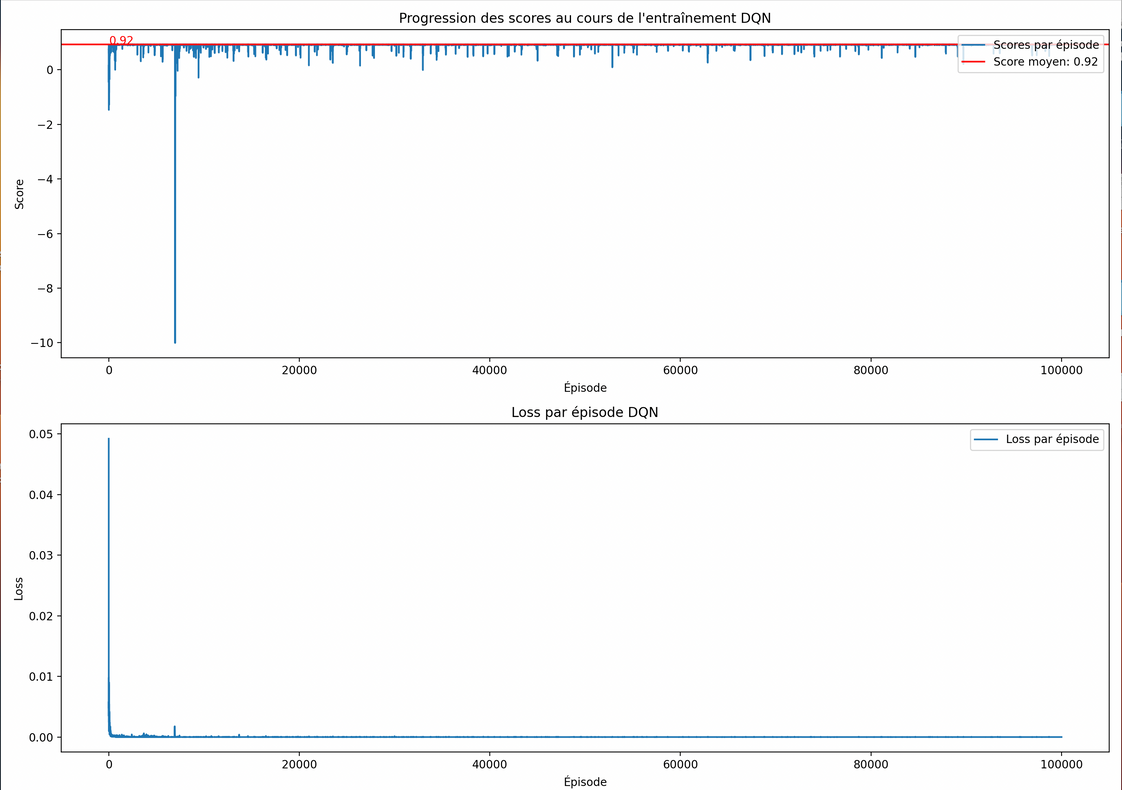 Progression des scores au cours de l'entraînement DQN
0.92
Scores par épisode
Score moyen: 0.92
0
−2
−4
−6
−8
−10
Score
0 20000 40000 60000 80000 100000
Épisode
Loss par épisode DQN
Loss par épisode
0.05
0.04
0.03
0.02
0.01
0.00
Loss
0 20000 40000 60000 80000 100000
Épisode